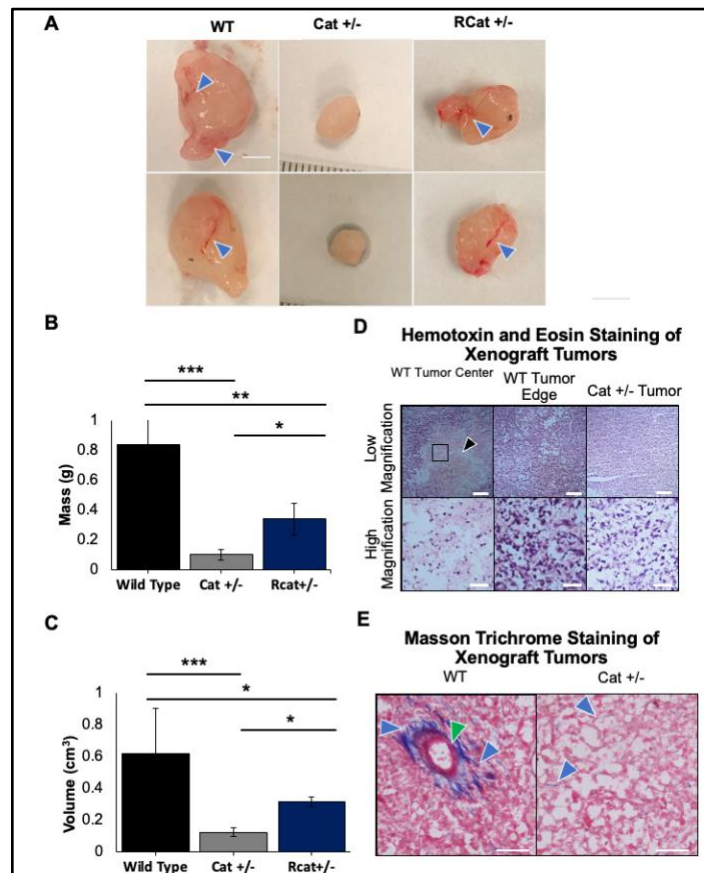 A
WT
Cat +/-
RCat +/-
B
***
**
*
1
0.8
0.6
0.4
0.2
0
Mass (g)
Wild Type
Cat +/-
Rcat+/-
C
***
*
*
1
0.8
0.6
0.4
0.2
0
Volume (cm³)
Wild Type
Cat +/-
Rcat+/-
D
Hemotoxin and Eosin Staining of
Xenograft Tumors
WT Tumor Center
WT Tumor
Edge
Cat +/- Tumor
Low
Magnification
High
Magnification
E
Masson Trichrome Staining of
Xenograft Tumors
WT
Cat +/-